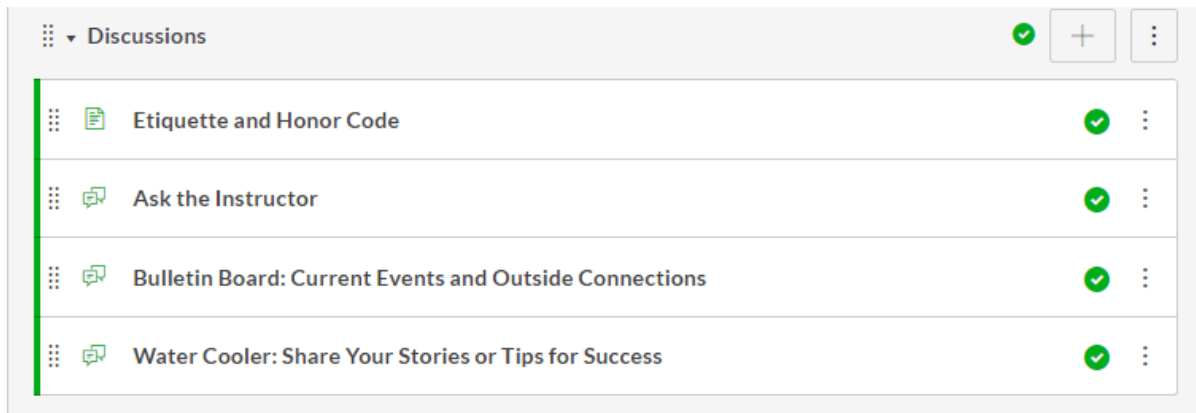 Discussions
Etiquette and Honor Code
Ask the Instructor
Bulletin Board: Current Events and Outside Connections
Water Cooler: Share Your Stories or Tips for Success